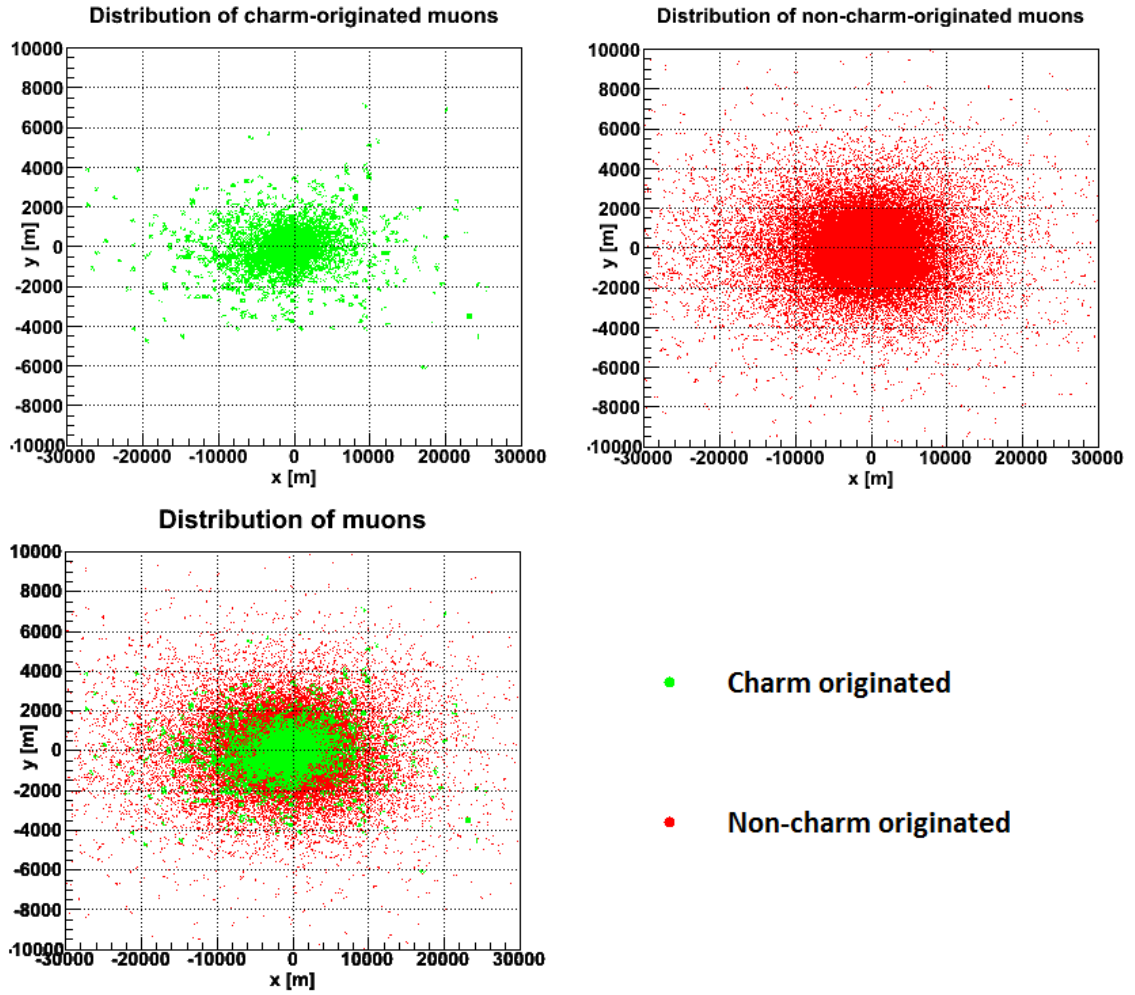 Distribution of charm-originated muons
10000
8000
6000
4000
2000
0
-2000
-4000
-6000
-8000
-10000
y [m]
-30000 -20000 -10000 0 10000 20000 30000
x [m]
Distribution of non-charm-originated muons
10000
8000
6000
4000
2000
0
-2000
-4000
-6000
-8000
-10000
y [m]
-30000 -20000 -10000 0 10000 20000 30000
x [m]
Distribution of muons
10000
8000
6000
4000
2000
0
-2000
-4000
-6000
-8000
-10000
y [m]
-30000 -20000 -10000 0 10000 20000 30000
x [m]
Charm originated
Non-charm originated